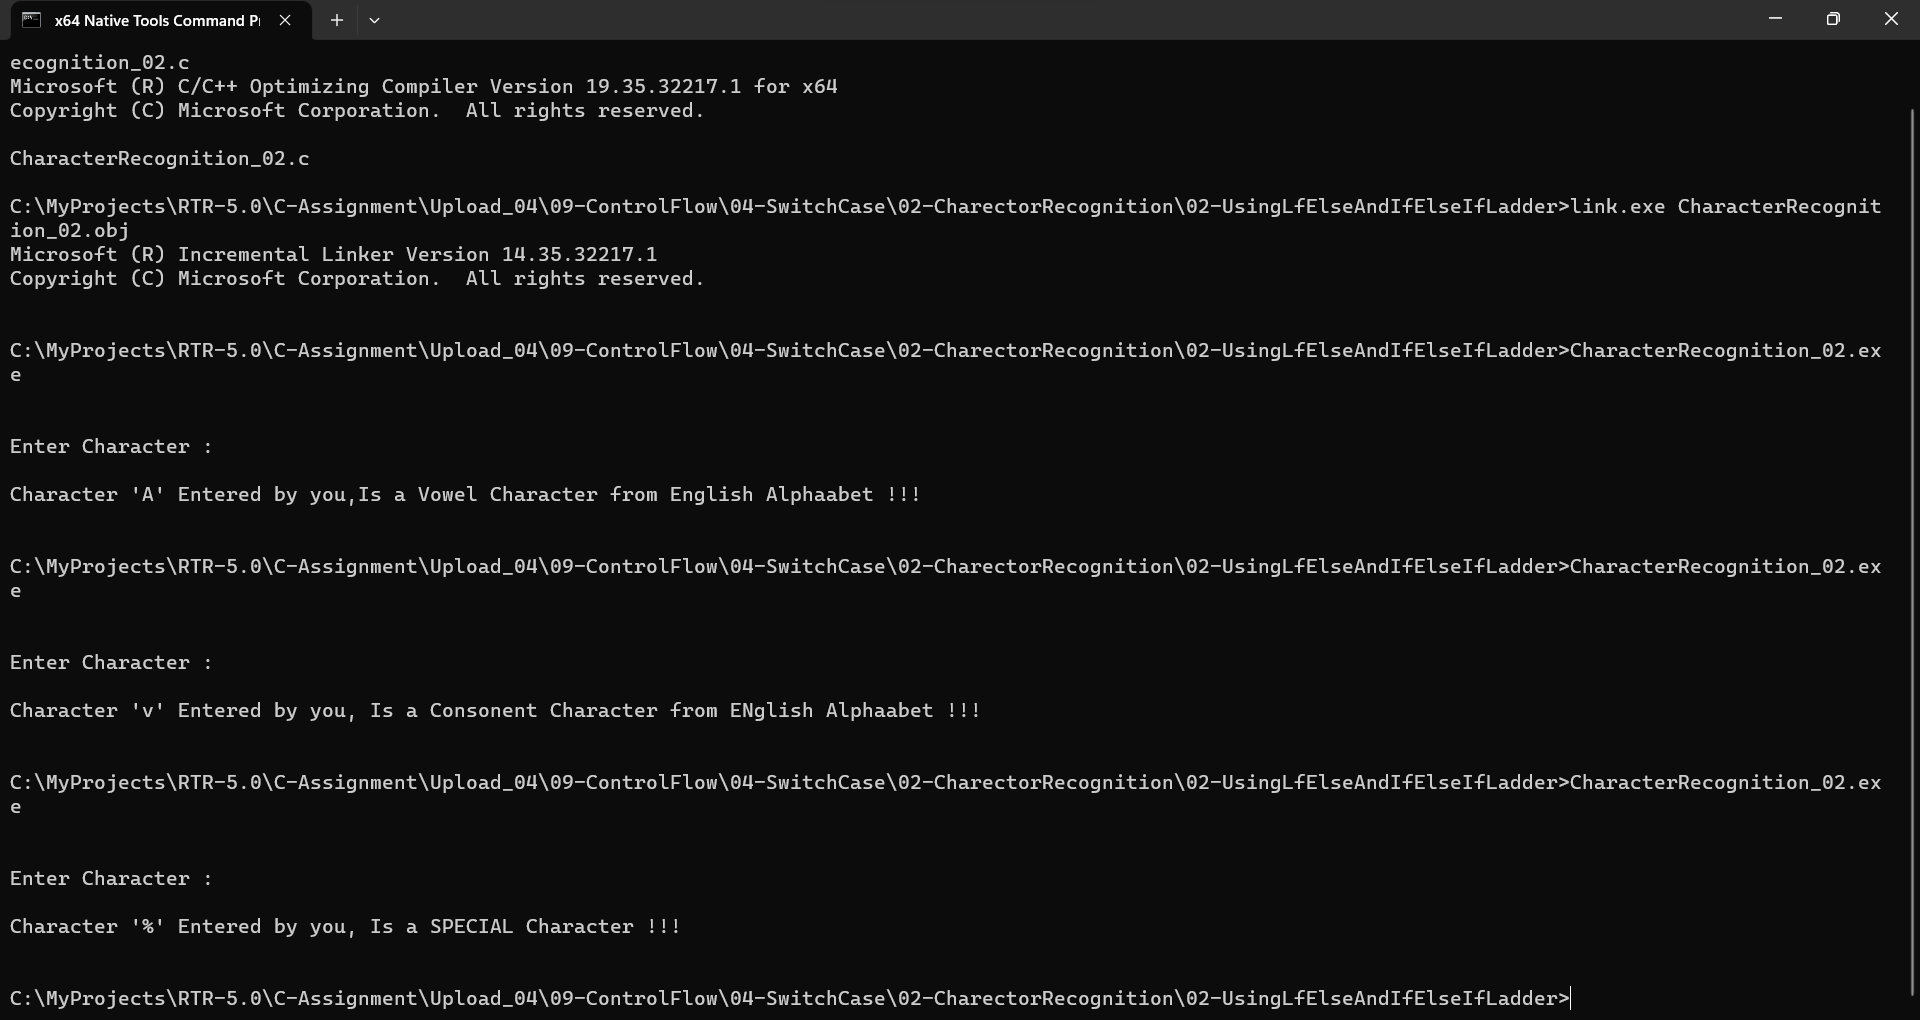 x64 Native Tools Command P
ecognition_02.c
Microsoft (R) C/C++ Optimizing Compiler Version 19.35.32217.1 for x64
Copyright (C) Microsoft Corporation.  All rights reserved.
CharacterRecognition_02.c
C:\MyProjects\RTR-5.0\C-Assignment\Upload_04\09-ControlFlow\04-SwitchCase\02-CharectorRecognition\02-UsingLfElseAndIfElseIfLadder>link.exe CharacterRecognit
ion_02.obj
Microsoft (R) Incremental Linker Version 14.35.32217.1
Copyright (C) Microsoft Corporation.  All rights reserved.
C:\MyProjects\RTR-5.0\C-Assignment\Upload_04\09-ControlFlow\04-SwitchCase\02-CharectorRecognition\02-UsingLfElseAndIfElseIfLadder>CharacterRecognition_02.ex
e
Enter Character :
Character 'A' Entered by you,Is a Vowel Character from English Alphaabet !!!
C:\MyProjects\RTR-5.0\C-Assignment\Upload_04\09-ControlFlow\04-SwitchCase\02-CharectorRecognition\02-UsingLfElseAndIfElseIfLadder>CharacterRecognition_02.ex
e
Enter Character :
Character 'v' Entered by you, Is a Consonent Character from ENglish Alphaabet !!!
C:\MyProjects\RTR-5.0\C-Assignment\Upload_04\09-ControlFlow\04-SwitchCase\02-CharectorRecognition\02-UsingLfElseAndIfElseIfLadder>CharacterRecognition_02.ex
e
Enter Character :
Character '%' Entered by you, Is a SPECIAL Character !!!
C:\MyProjects\RTR-5.0\C-Assignment\Upload_04\09-ControlFlow\04-SwitchCase\02-CharectorRecognition\02-UsingLfElseAndIfElseIfLadder>